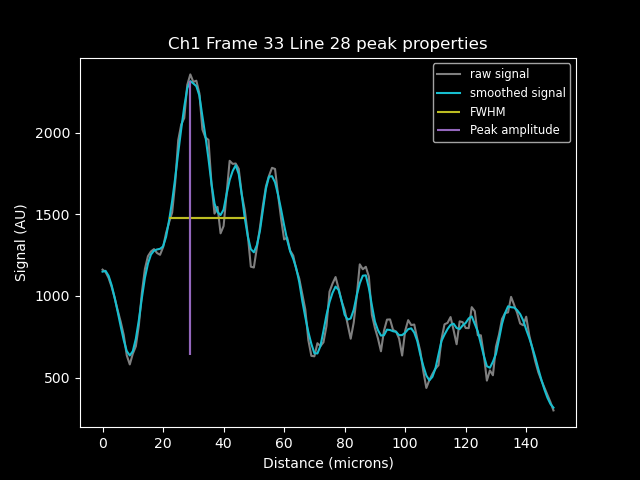 Ch1 Frame 33 Line 28 peak properties
raw signal
smoothed signal
FWHM
Peak amplitude
Signal (AU)
2000
1500
1000
500
0 20 40 60 80 100 120 140
Distance (microns)